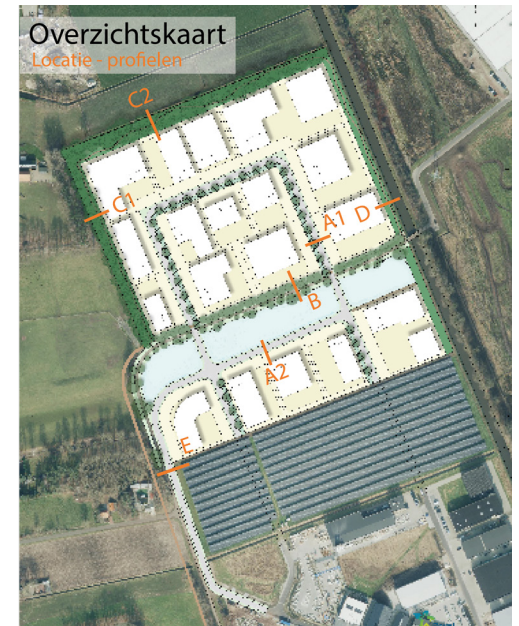 Overzichtskaart
Locatie - profielen
C2
C1
A1
D
B
A2
E